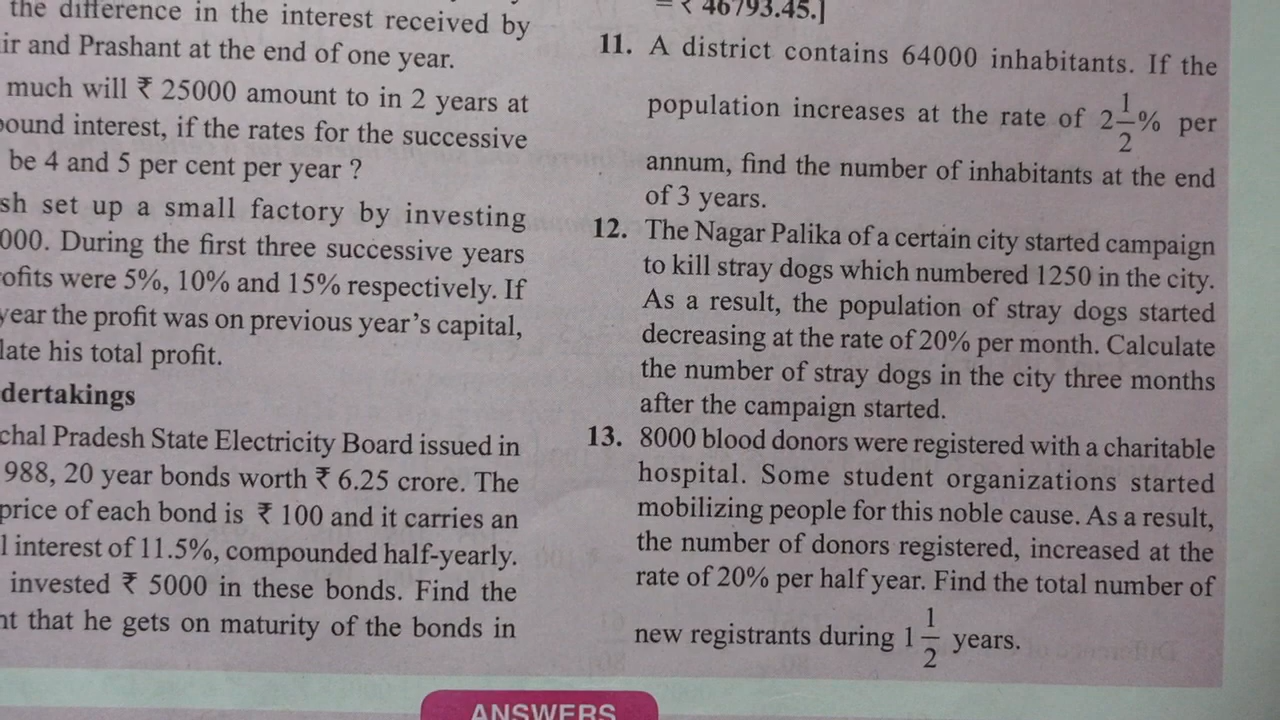 the difference in the interest received by
ir and Prashant at the end of one year.
much will ₹ 25000 amount to in 2 years at
ound interest, if the rates for the successive
be 4 and 5 per cent per year ?
sh set up a small factory by investing
000. During the first three successive years
ofits were 5%, 10% and 15% respectively. If
year the profit was on previous year's capital,
late his total profit.
dertakings
chal Pradesh State Electricity Board issued in
988, 20 year bonds worth ₹ 6.25 crore. The
price of each bond is ₹ 100 and it carries an
l interest of 11.5%, compounded half-yearly.
invested ₹ 5000 in these bonds. Find the
nt that he gets on maturity of the bonds in
= ₹ 46793.45.]
11. A district contains 64000 inhabitants. If the
population increases at the rate of 2 1/2% per
annum, find the number of inhabitants at the end
of 3 years.
12. The Nagar Palika of a certain city started campaign
to kill stray dogs which numbered 1250 in the city.
As a result, the population of stray dogs started
decreasing at the rate of 20% per month. Calculate
the number of stray dogs in the city three months
after the campaign started.
13. 8000 blood donors were registered with a charitable
hospital. Some student organizations started
mobilizing people for this noble cause. As a result,
the number of donors registered, increased at the
rate of 20% per half year. Find the total number of
new registrants during 1 1/2 years.
ANSWERS